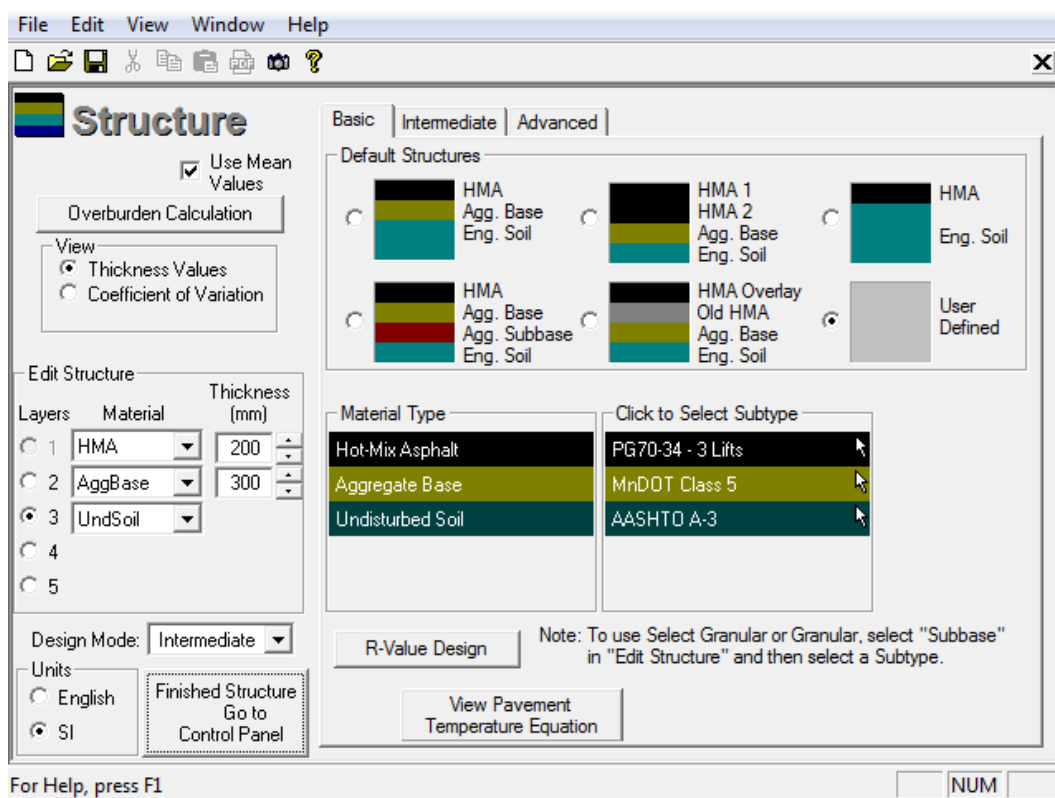 File Edit View Window Help
PDF
Structure
Use Mean
Values
Overburden Calculation
View
Thickness Values
Coefficient of Variation
Edit Structure
Layers Material Thickness
(mm)
1 HMA 200
2 AggBase 300
3 UndSoil
4
5
Design Mode: Intermediate
Units
English
SI
Finished Structure
Go to
Control Panel
Basic Intermediate Advanced
Default Structures
HMA
Agg. Base
Eng. Soil
HMA 1
HMA 2
Agg. Base
Eng. Soil
HMA
Eng. Soil
HMA
Agg. Base
Agg. Subbase
Eng. Soil
HMA Overlay
Old HMA
Agg. Base
Eng. Soil
User
Defined
Material Type Click to Select Subtype
Hot-Mix Asphalt PG70-34 - 3 Lifts
Aggregate Base MnDOT Class 5
Undisturbed Soil AASHTO A-3
R-Value Design
Note: To use Select Granular or Granular, select "Subbase"
in "Edit Structure" and then select a Subtype.
View Pavement
Temperature Equation
For Help, press F1 NUM